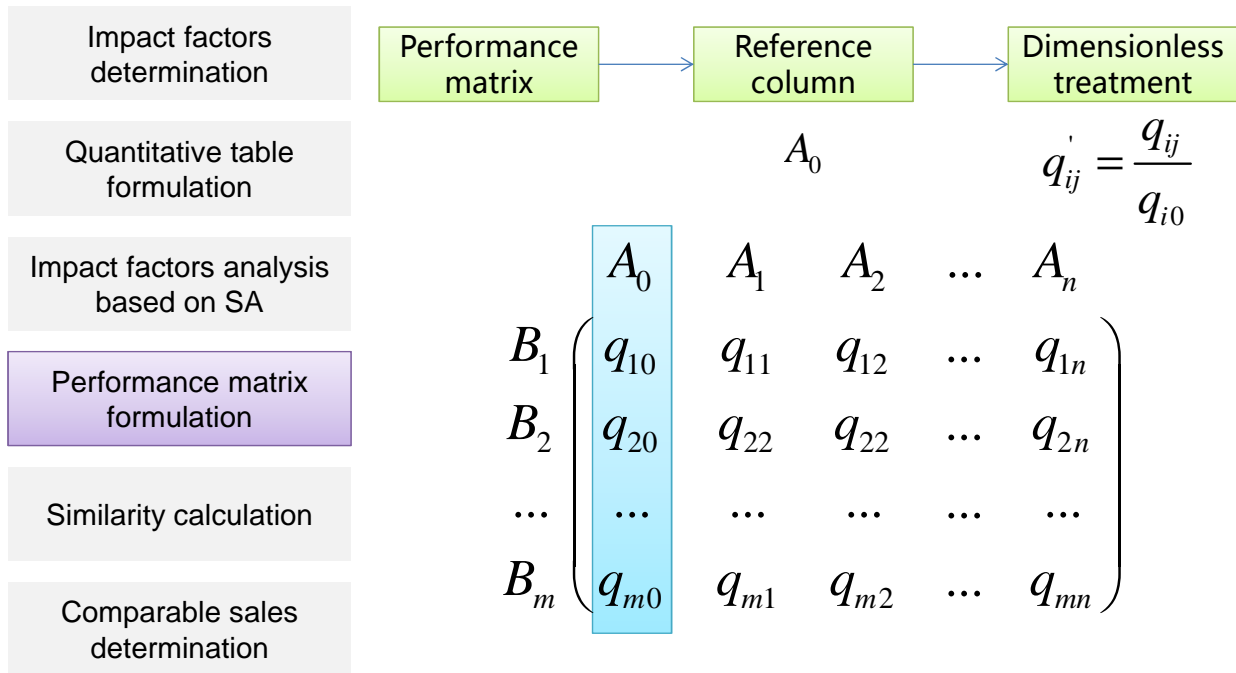 Impact factors
determination
Quantitative table
formulation
Impact factors analysis
based on SA
Performance matrix
formulation
Similarity calculation
Comparable sales
determination
Performance
matrix
Reference
column
Dimensionless
treatment
A₀
q'ᵢⱼ = qᵢⱼ / qᵢ₀
A₀ A₁ A₂ ... Aₙ
B₁ q₁₀ q₁₁ q₁₂ ... q₁ₙ
B₂ q₂₀ q₂₂ q₂₂ ... q₂ₙ
... ... ... ... ... ...
Bₘ qₘ₀ qₘ₁ qₘ₂ ... qₘₙ